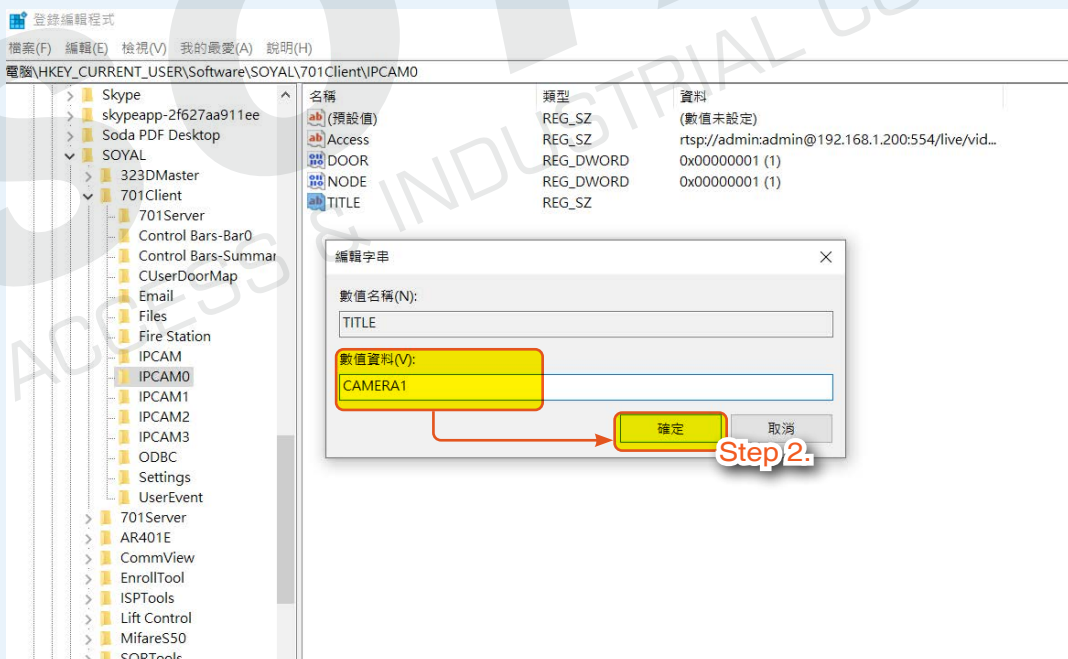 登錄編輯程式
檔案(F) 編輯(E) 檢視(V) 我的最愛(A) 說明(H)
電腦\HKEY_CURRENT_USER\Software\SOYAL\701Client\IPCAM0
Skype
skypeapp-2f627aa911ee
Soda PDF Desktop
SOYAL
323DMaster
701Client
701Server
Control Bars-Bar0
Control Bars-Summar
CUserDoorMap
Email
Files
Fire Station
IPCAM
IPCAM0
IPCAM1
IPCAM2
IPCAM3
ODBC
Settings
UserEvent
701Server
AR401E
CommView
EnrollTool
ISPTools
Lift Control
MifareS50
SORTools
名稱 類型 資料
(預設值) REG_SZ (數值未設定)
Access REG_SZ rtsp://admin:admin@192.168.1.200:554/live/vid...
DOOR REG_DWORD 0x00000001 (1)
NODE REG_DWORD 0x00000001 (1)
TITLE REG_SZ
編輯字串
數值名稱(N):
TITLE
數值資料(V):
CAMERA1
確定 取消
Step 2.
ACCESS & INDUSTRIAL